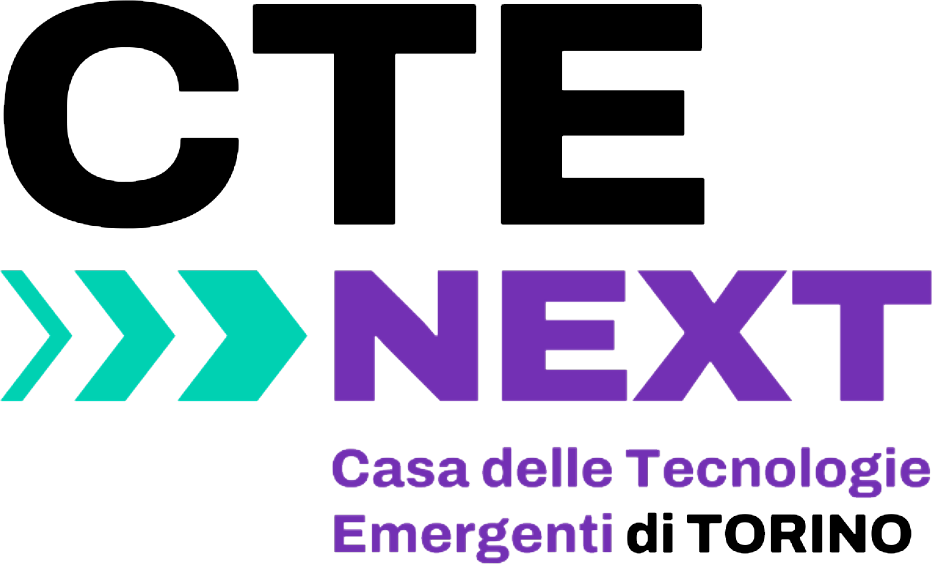 CTE
NEXT
Casa delle Tecnologie
Emergenti di TORINO